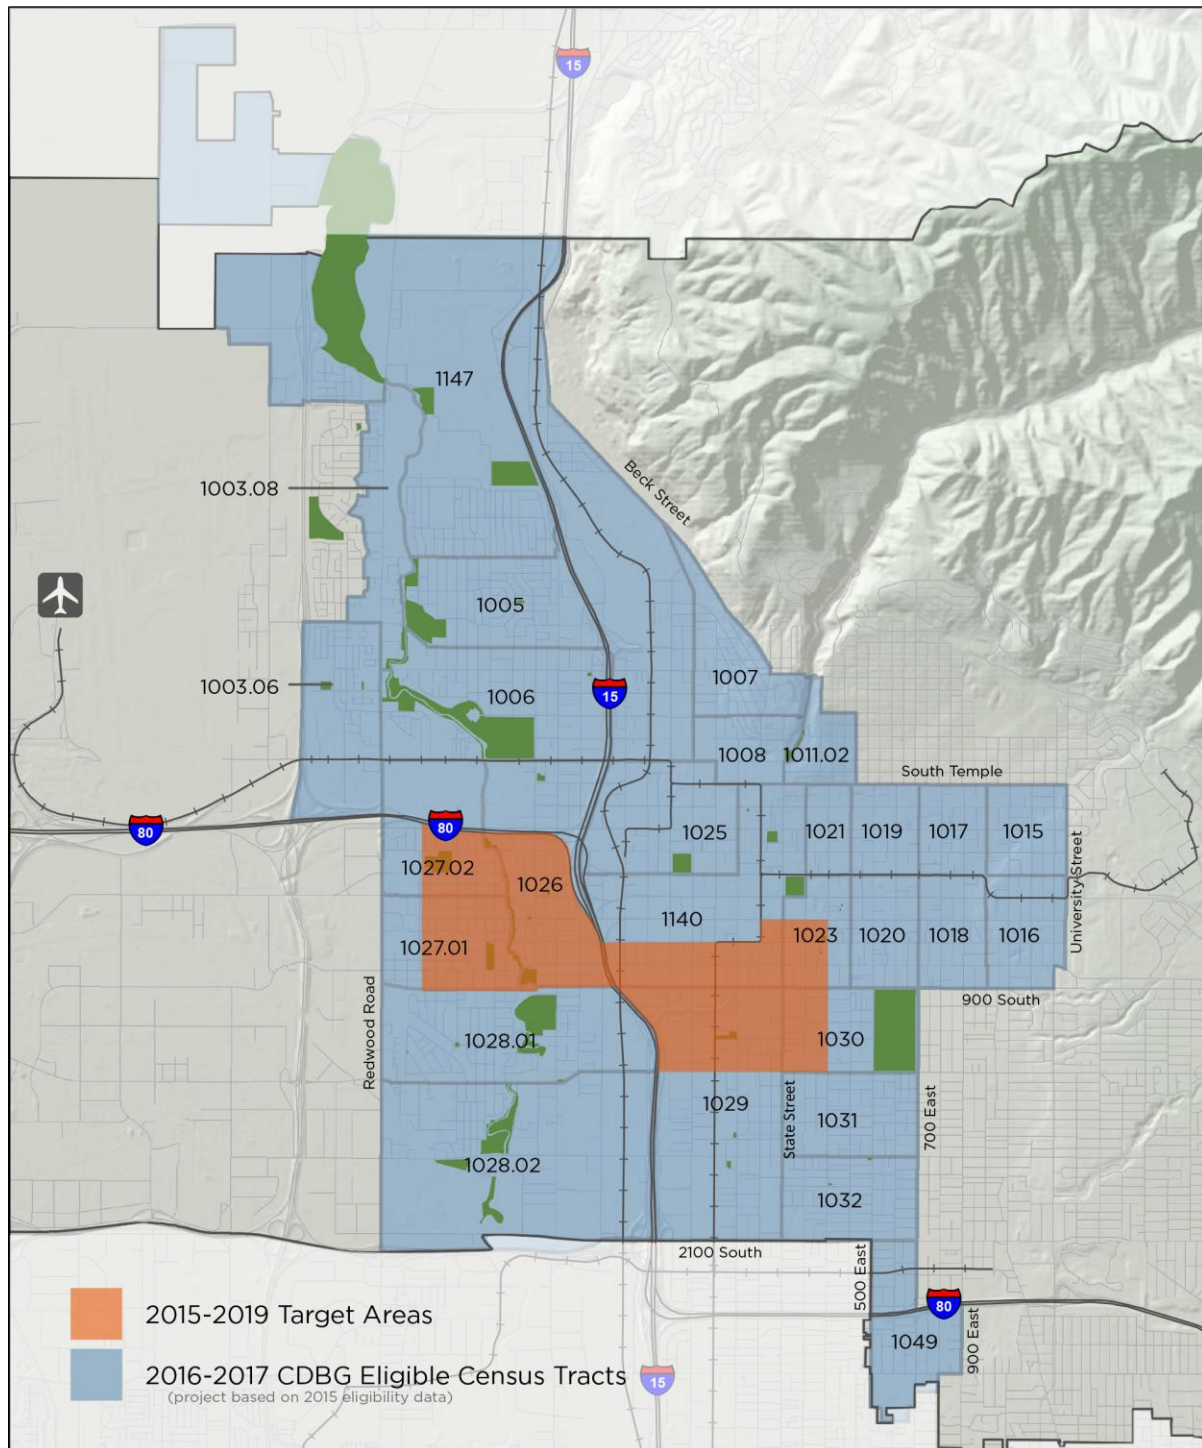 15
1147
Beck Street
1003.08
1005
1003.06
1007
1006
15
1008
1011.02
South Temple
80
80
1025
1021
1019
1017
1015
1027.02
1026
University Street
1140
1023
1020
1018
1016
1027.01
900 South
Redwood Road
1028.01
1030
1029
State Street
1031
700 East
1028.02
1032
2100 South
500 East
80
1049
900 East
15
2015-2019 Target Areas
2016-2017 CDBG Eligible Census Tracts
(project based on 2015 eligibility data)